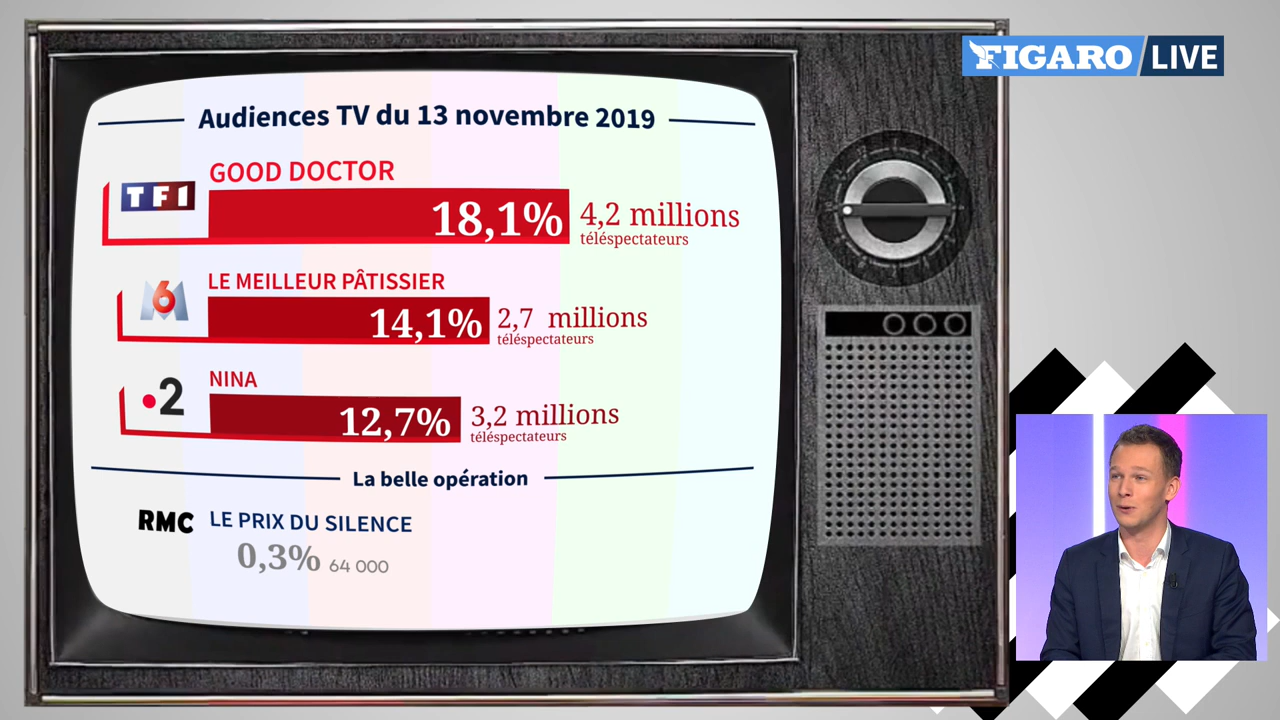 FIGARO LIVE
Audiences TV du 13 novembre 2019
TF1
GOOD DOCTOR
18,1% 4,2 millions
téléspectateurs
M6
LE MEILLEUR PÂTISSIER
14,1% 2,7 millions
téléspectateurs
2
NINA
12,7% 3,2 millions
téléspectateurs
La belle opération
RMC
LE PRIX DU SILENCE
0,3% 64 000